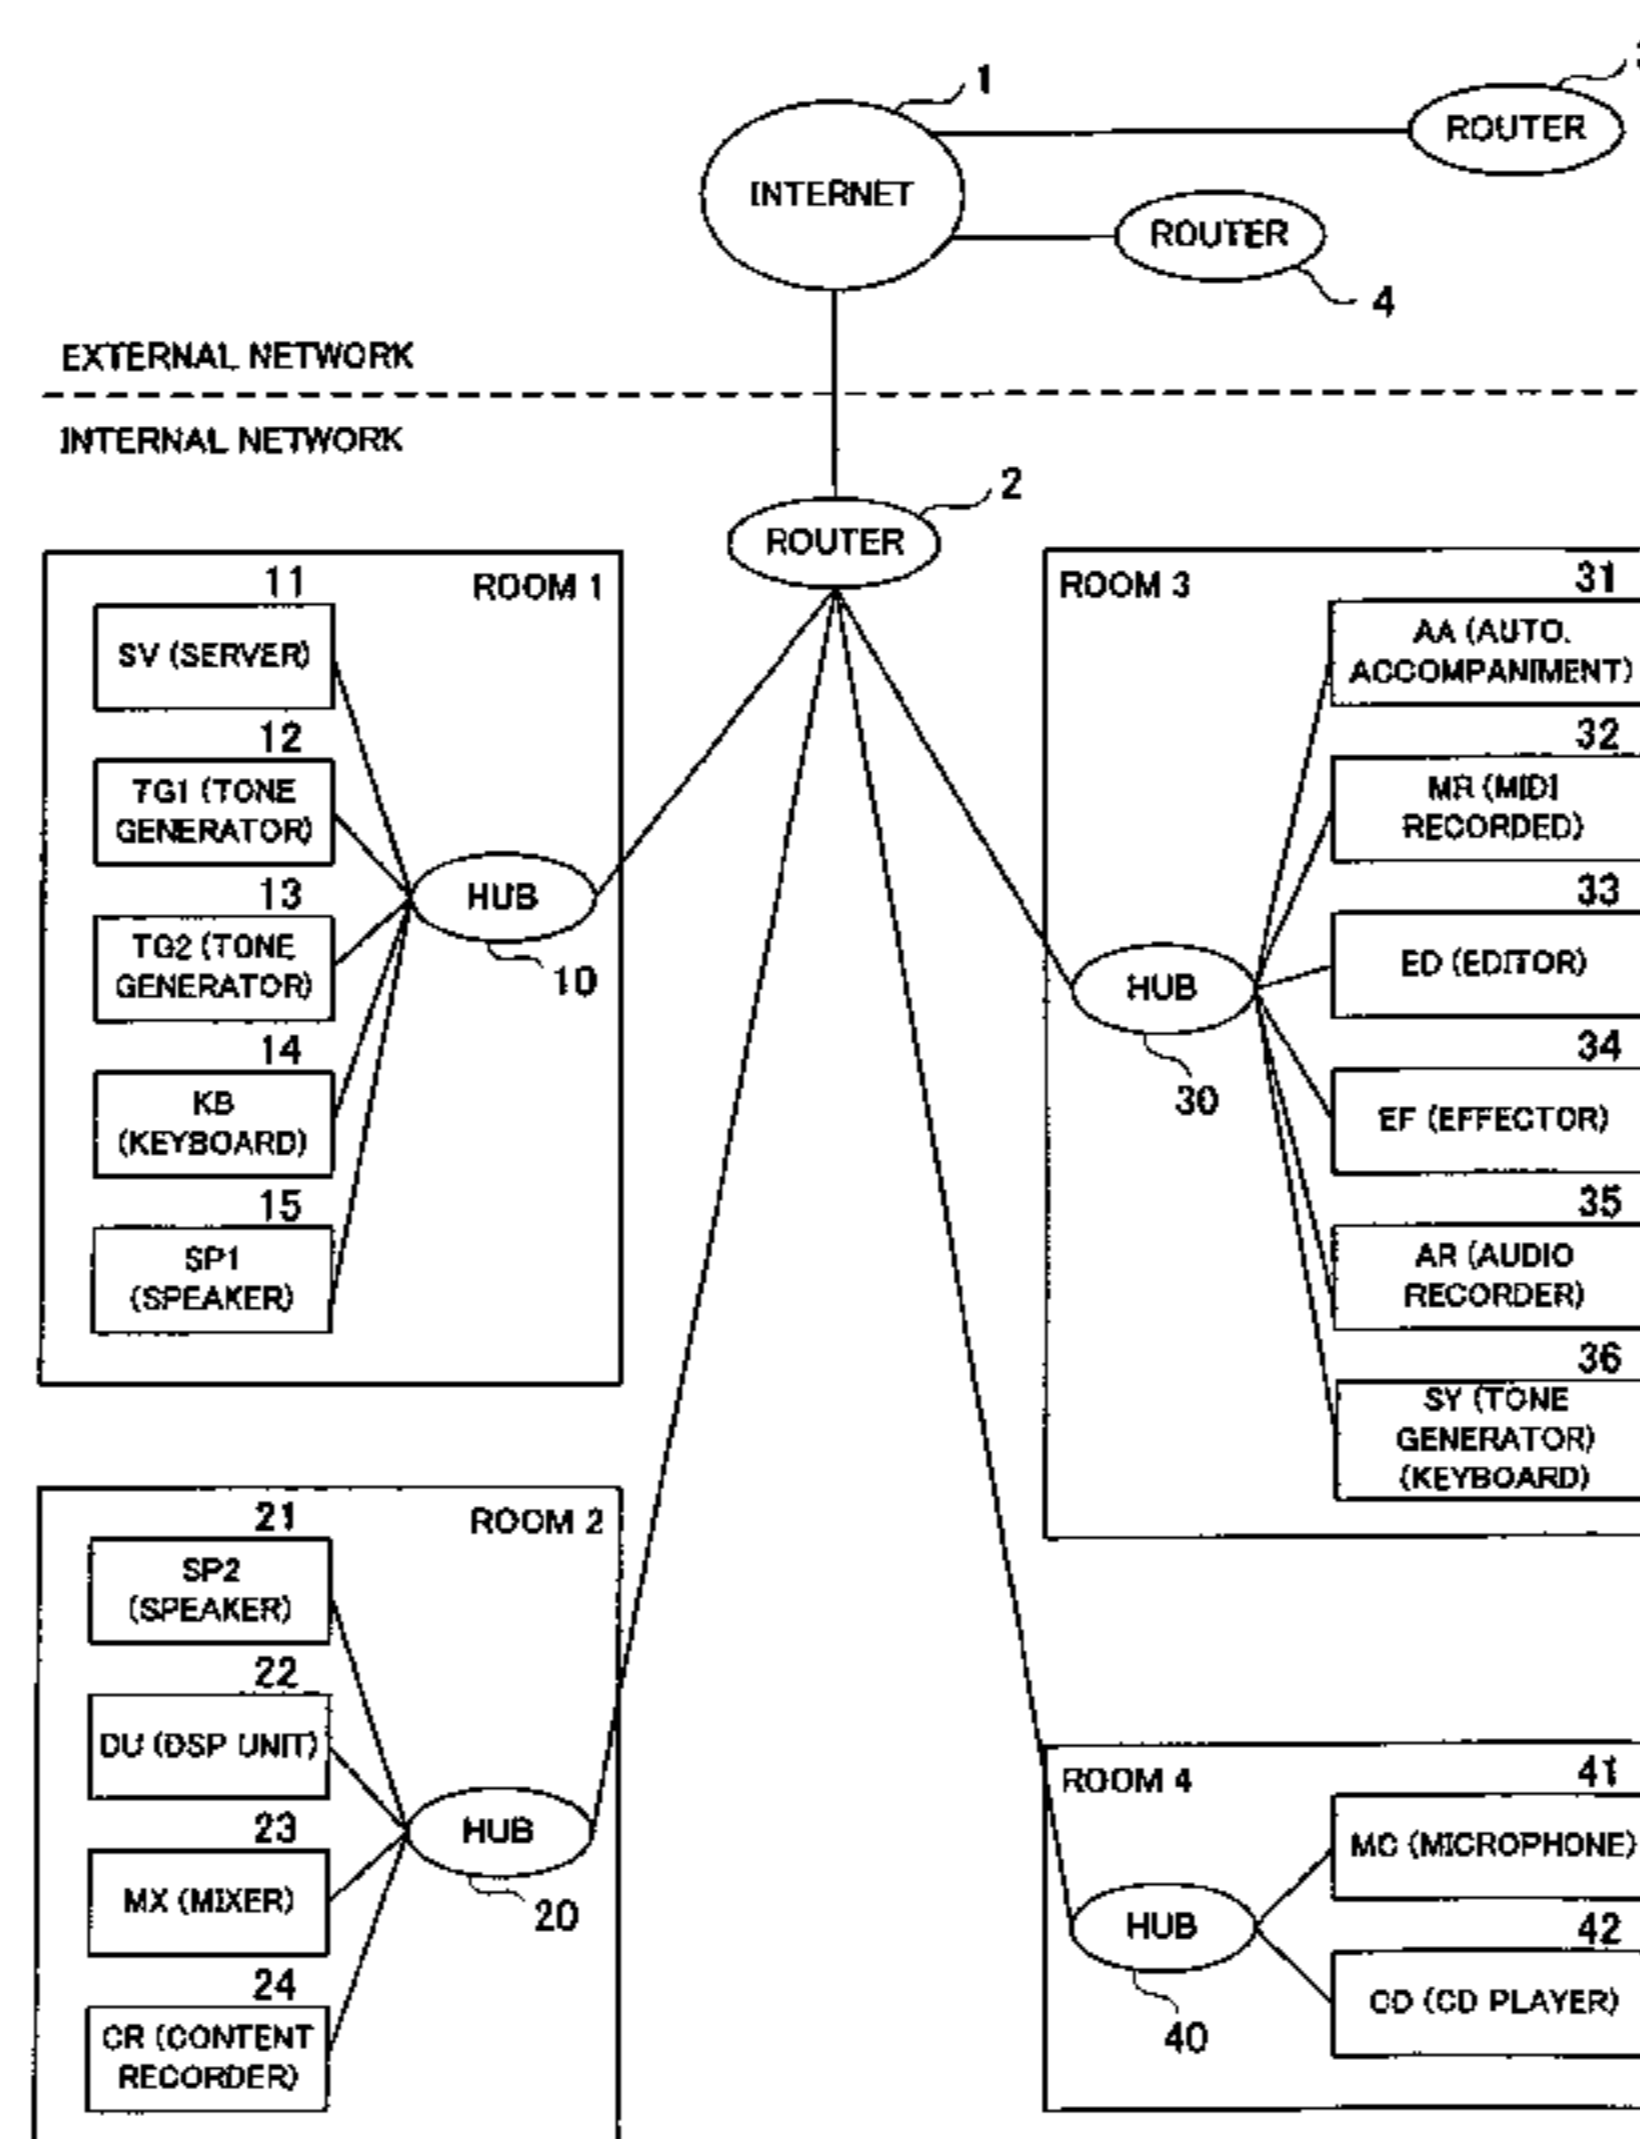 1
ROUTER
INTERNET
ROUTER
4
EXTERNAL NETWORK
INTERNAL NETWORK
2
ROUTER
ROOM 1
11
SV (SERVER)
12
TG1 (TONE
GENERATOR)
13
TG2 (TONE
GENERATOR)
14
KB
(KEYBOARD)
15
SP1
(SPEAKER)
HUB
10
ROOM 3
31
AA (AUTO.
ACCOMPANIMENT)
32
MR (MIDI
RECORDED)
33
ED (EDITOR)
34
EF (EFFECTOR)
35
AR (AUDIO
RECORDER)
36
SY (TONE
GENERATOR)
(KEYBOARD)
HUB
30
ROOM 2
21
SP2
(SPEAKER)
22
DU (DSP UNIT)
23
MX (MIXER)
24
CR (CONTENT
RECORDER)
HUB
20
ROOM 4
41
MC (MICROPHONE)
42
CD (CD PLAYER)
HUB
40